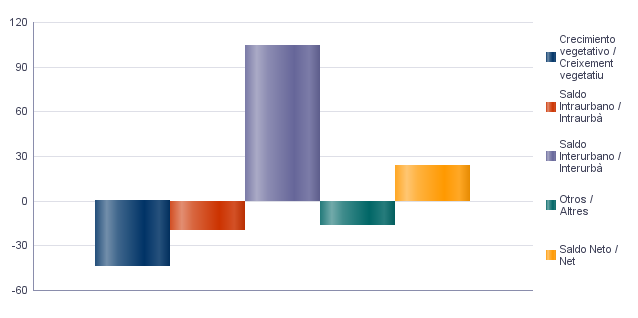 120
90
60
30
0
-30
-60
Crecimiento
vegetativo /
Creixement
vegetatiu
Saldo
Intraurbano /
Intraurbà
Saldo
Interurbano /
Interurbà
Otros /
Altres
Saldo Neto /
Net